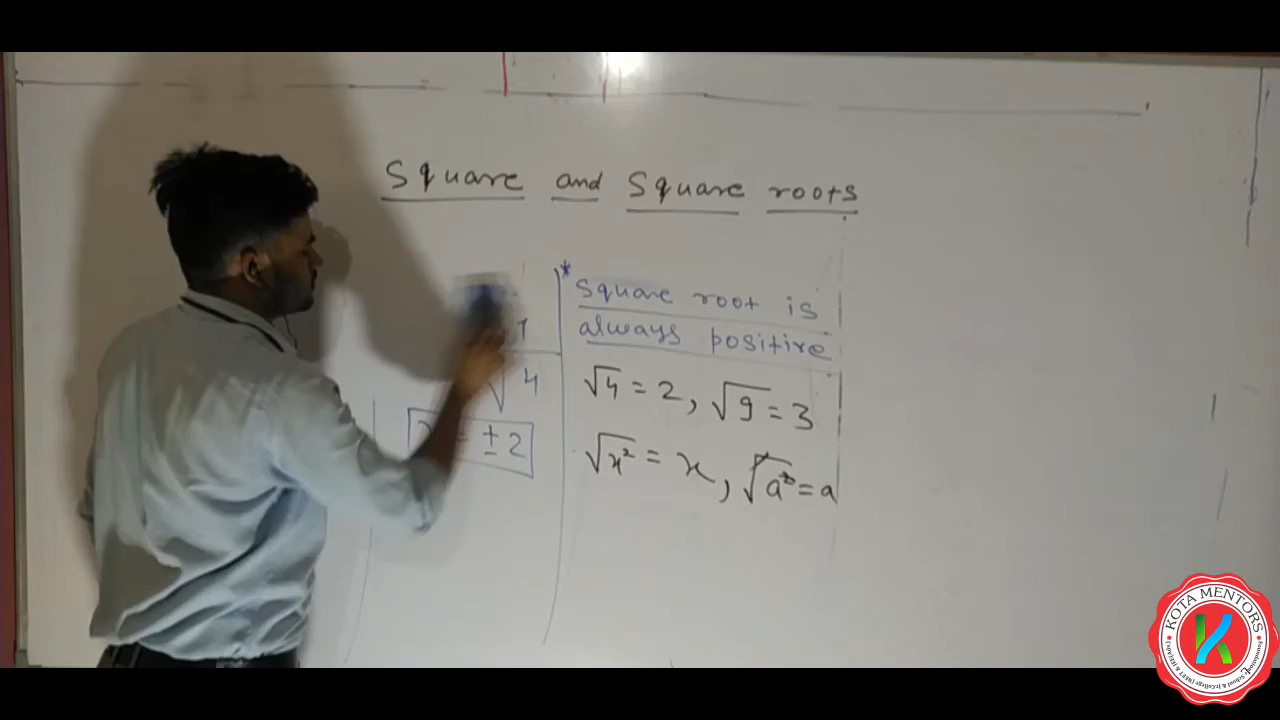 Square and Square roots
√4
= ±2
* Square root is
always positive
√4 = 2, √9 = 3
√x² = x, √a² = a
KOTA MENTORS